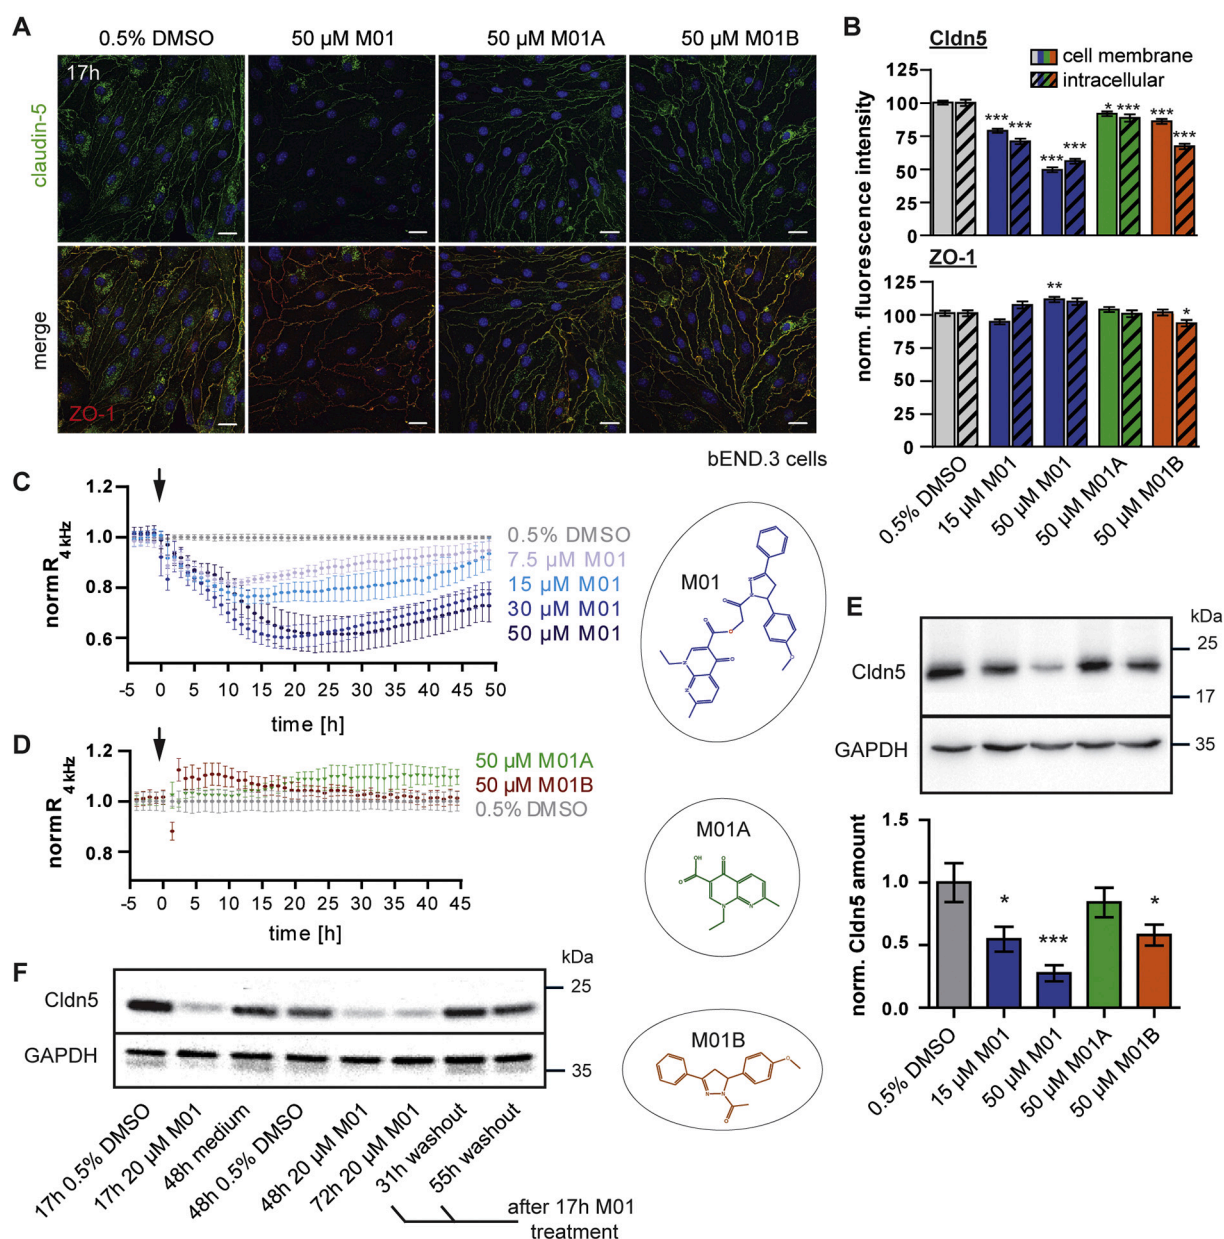 A
0.5% DMSO
50 µM M01
50 µM M01A
50 µM M01B
17h
claudin-5
merge
ZO-1
bEND.3 cells
B
Cldn5
cell membrane
intracellular
norm. fluorescence intensity
125
100
75
50
25
0
*** *** *** *** * *** *** ***
ZO-1
125
100
75
50
25
0
** *
0.5% DMSO
15 µM M01
50 µM M01
50 µM M01A
50 µM M01B
C
normR 4 kHz
1.2
1.0
0.8
0.6
-5 0 5 10 15 20 25 30 35 40 45 50
time [h]
0.5% DMSO
7.5 µM M01
15 µM M01
30 µM M01
50 µM M01
M01
D
normR 4 kHz
1.2
1.0
0.8
-5 0 5 10 15 20 25 30 35 40 45
time [h]
50 µM M01A
50 µM M01B
0.5% DMSO
M01A
OH
M01B
E
kDa
Cldn5
25
17
GAPDH
35
norm. Cldn5 amount
1.5
1.0
0.5
0.0
* *** *
0.5% DMSO
15 µM M01
50 µM M01
50 µM M01A
50 µM M01B
F
kDa
Cldn5
25
GAPDH
35
17h 0.5% DMSO
17h 20 µM M01
48h medium
48h 0.5% DMSO
48h 20 µM M01
72h 20 µM M01
31h washout
55h washout
after 17h M01
treatment